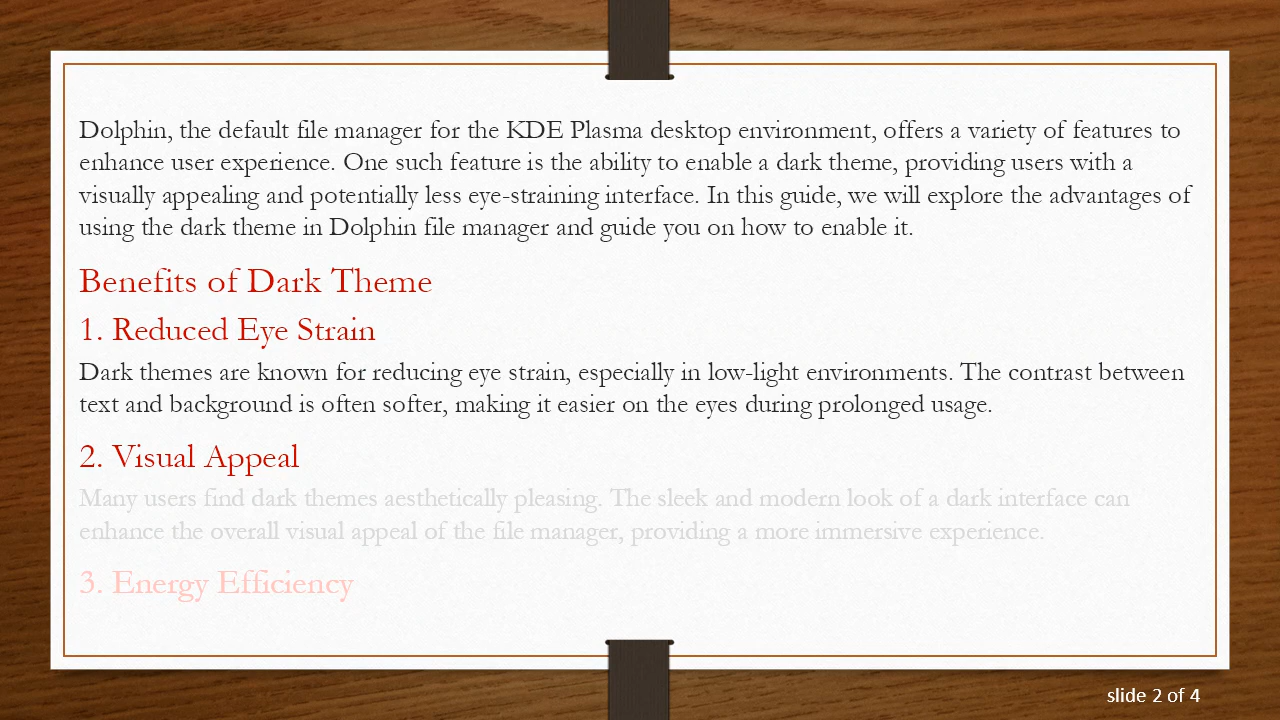 Dolphin, the default file manager for the KDE Plasma desktop environment, offers a variety of features to
enhance user experience. One such feature is the ability to enable a dark theme, providing users with a
visually appealing and potentially less eye-straining interface. In this guide, we will explore the advantages of
using the dark theme in Dolphin file manager and guide you on how to enable it.
Benefits of Dark Theme
1. Reduced Eye Strain
Dark themes are known for reducing eye strain, especially in low-light environments. The contrast between
text and background is often softer, making it easier on the eyes during prolonged usage.
2. Visual Appeal
Many users find dark themes aesthetically pleasing. The sleek and modern look of a dark interface can
enhance the overall visual appeal of the file manager, providing a more immersive experience.
3. Energy Efficiency
slide 2 of 4